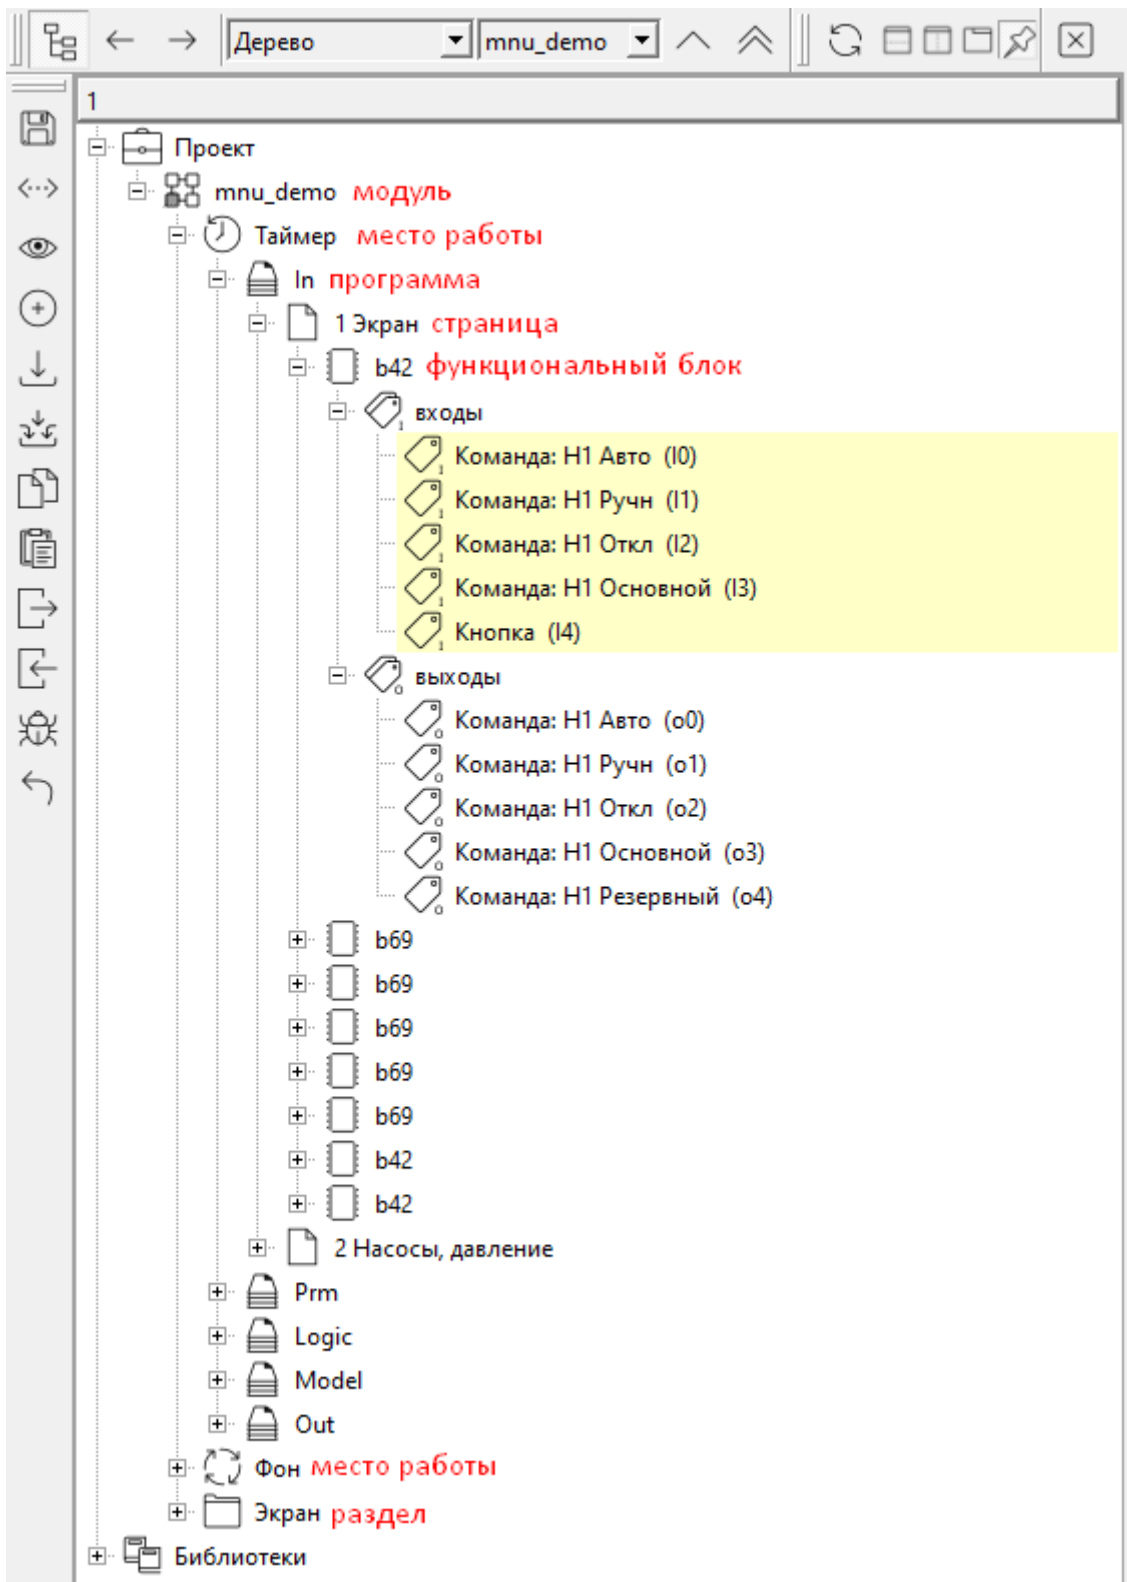 Дерево mnu_demo
1
Проект
mnu_demo модуль
Таймер место работы
In программа
1 Экран страница
b42 функциональный блок
входы
Команда: Н1 Авто (I0)
Команда: Н1 Ручн (I1)
Команда: Н1 Откл (I2)
Команда: Н1 Основной (I3)
Кнопка (I4)
выходы
Команда: Н1 Авто (o0)
Команда: Н1 Ручн (o1)
Команда: Н1 Откл (o2)
Команда: Н1 Основной (o3)
Команда: Н1 Резервный (o4)
b69
b69
b69
b69
b69
b42
b42
2 Насосы, давление
Prm
Logic
Model
Out
Фон место работы
Экран раздел
Библиотеки